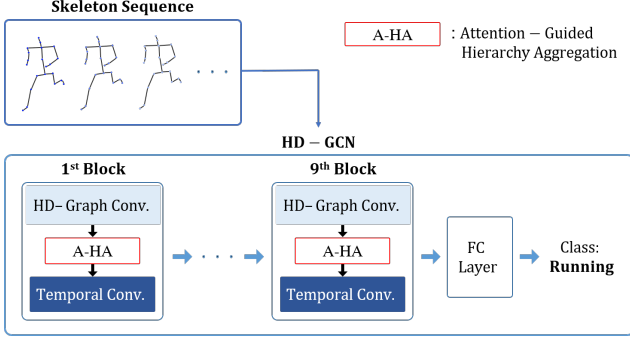 Skeleton Sequence
A-HA
: Attention − Guided
Hierarchy Aggregation
· · ·
HD − GCN
1st Block
9th Block
HD– Graph Conv.
A-HA
Temporal Conv.
· · ·
HD– Graph Conv.
A-HA
Temporal Conv.
FC
Layer
Class:
Running